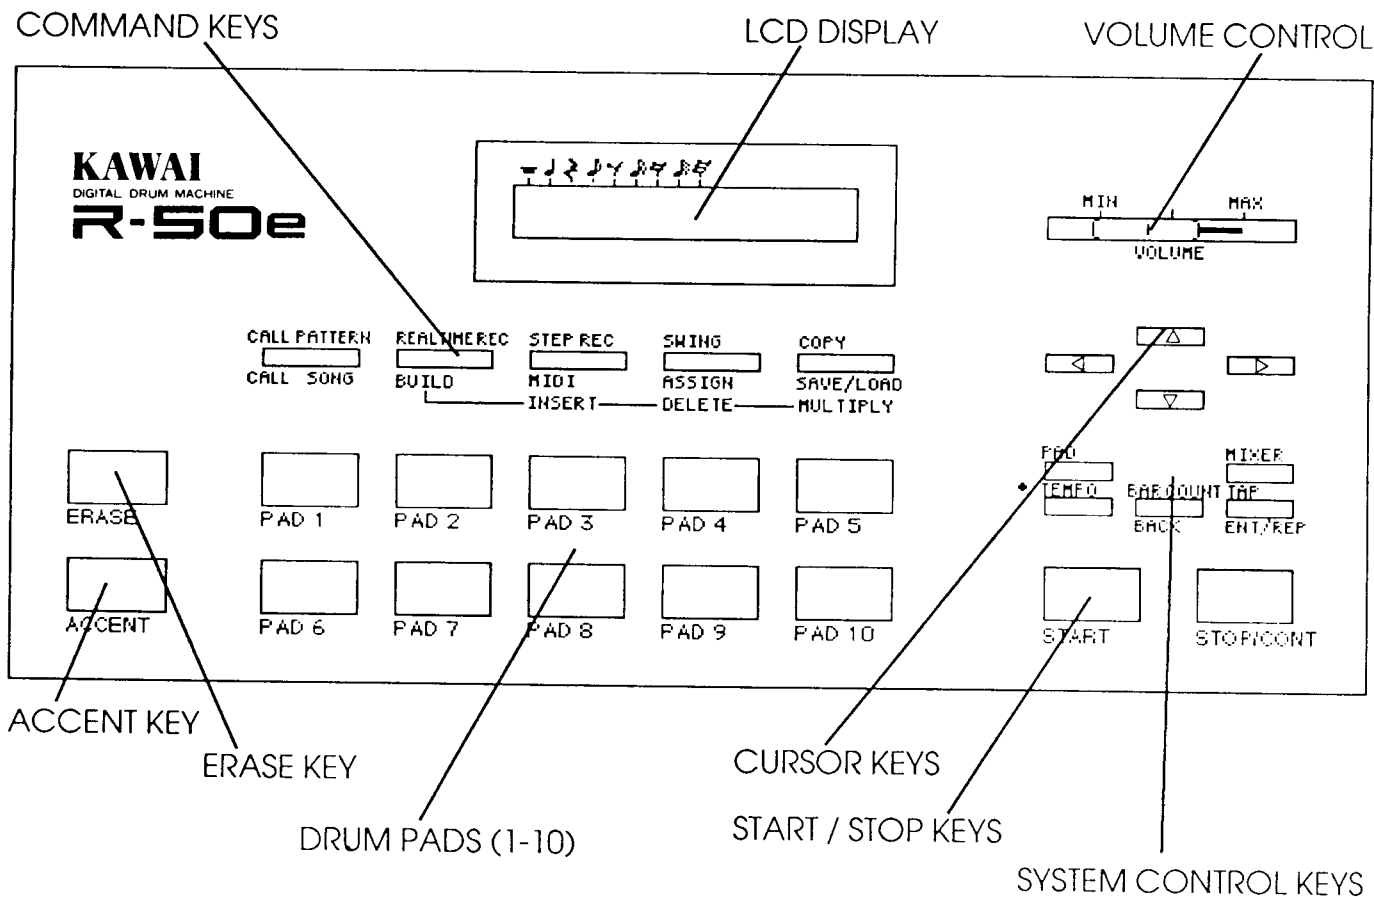 COMMAND KEYS
LCD DISPLAY
VOLUME CONTROL
KAWAI
DIGITAL DRUM MACHINE
R-50e
MIN MAX
VOLUME
CALL PATTERN REALTIME REC STEP REC SWING COPY
CALL SONG BUILD MIDI ASSIGN SAVE/LOAD
INSERT DELETE MULTIPLY
PAD MIXER
TEMPO BAR COUNT TAP
BACK ENT/REP
ERASE PAD 1 PAD 2 PAD 3 PAD 4 PAD 5
ACCENT PAD 6 PAD 7 PAD 8 PAD 9 PAD 10 START STOP/CONT
ACCENT KEY
ERASE KEY
CURSOR KEYS
DRUM PADS (1-10)
START / STOP KEYS
SYSTEM CONTROL KEYS